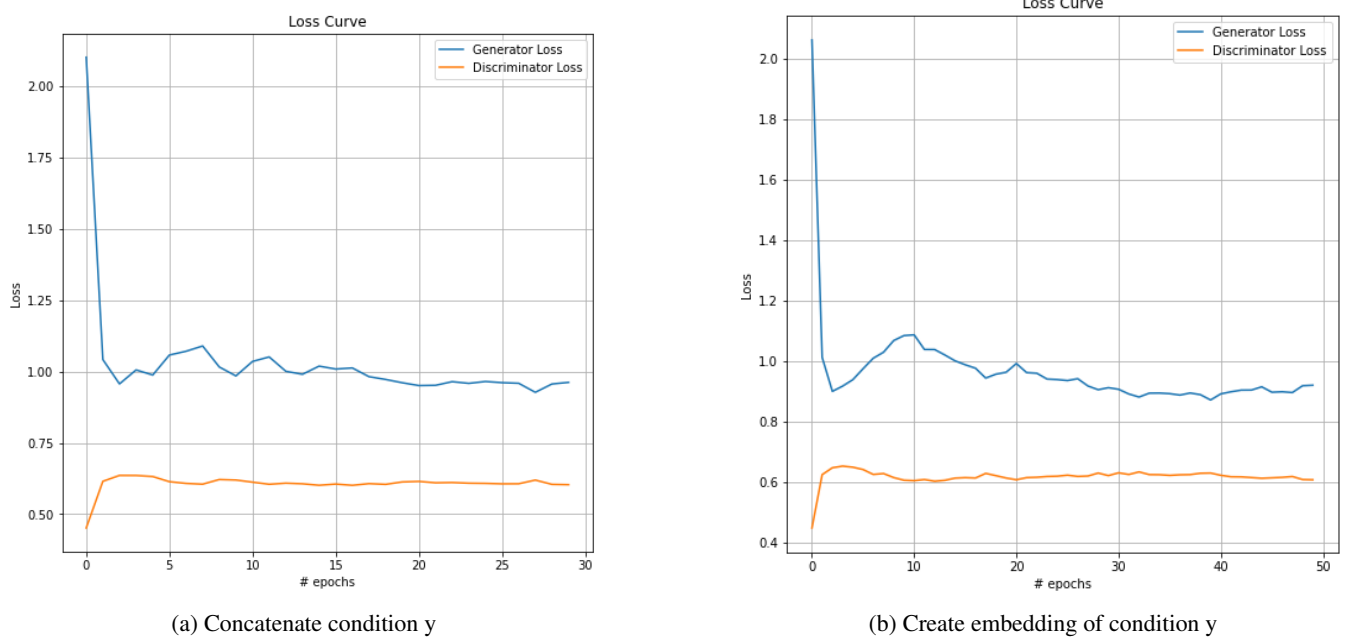 Loss Curve
Generator Loss
Discriminator Loss
2.00
1.75
1.50
1.25
1.00
0.75
0.50
Loss
0 5 10 15 20 25 30
# epochs
(a) Concatenate condition y
Loss Curve
Generator Loss
Discriminator Loss
2.0
1.8
1.6
1.4
1.2
1.0
0.8
0.6
0.4
Loss
0 10 20 30 40 50
# epochs
(b) Create embedding of condition y